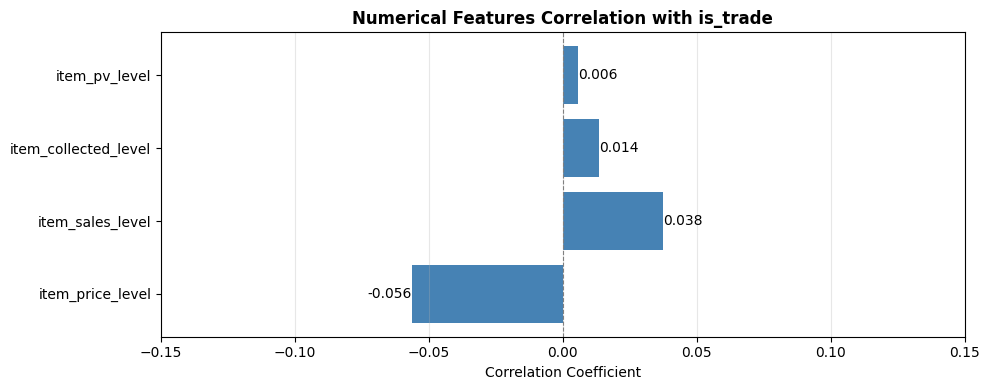 Numerical Features Correlation with is_trade
item_pv_level
0.006
item_collected_level
0.014
item_sales_level
0.038
item_price_level
-0.056
−0.15
−0.10
−0.05
0.00
0.05
0.10
0.15
Correlation Coefficient